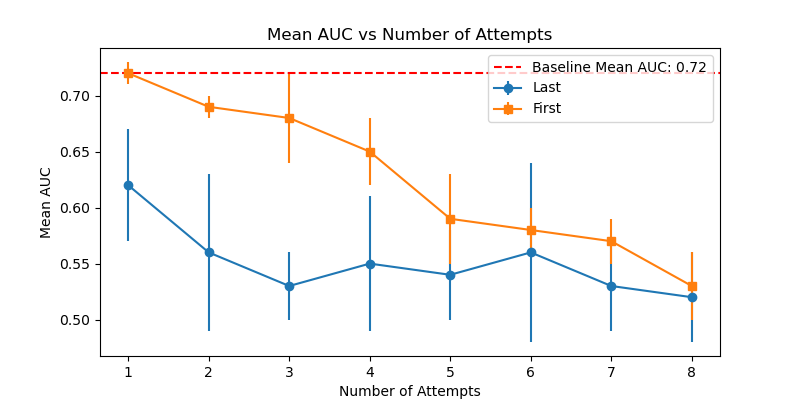 Mean AUC vs Number of Attempts
Baseline Mean AUC: 0.72
Last
First
Mean AUC
0.70
0.65
0.60
0.55
0.50
1 2 3 4 5 6 7 8
Number of Attempts